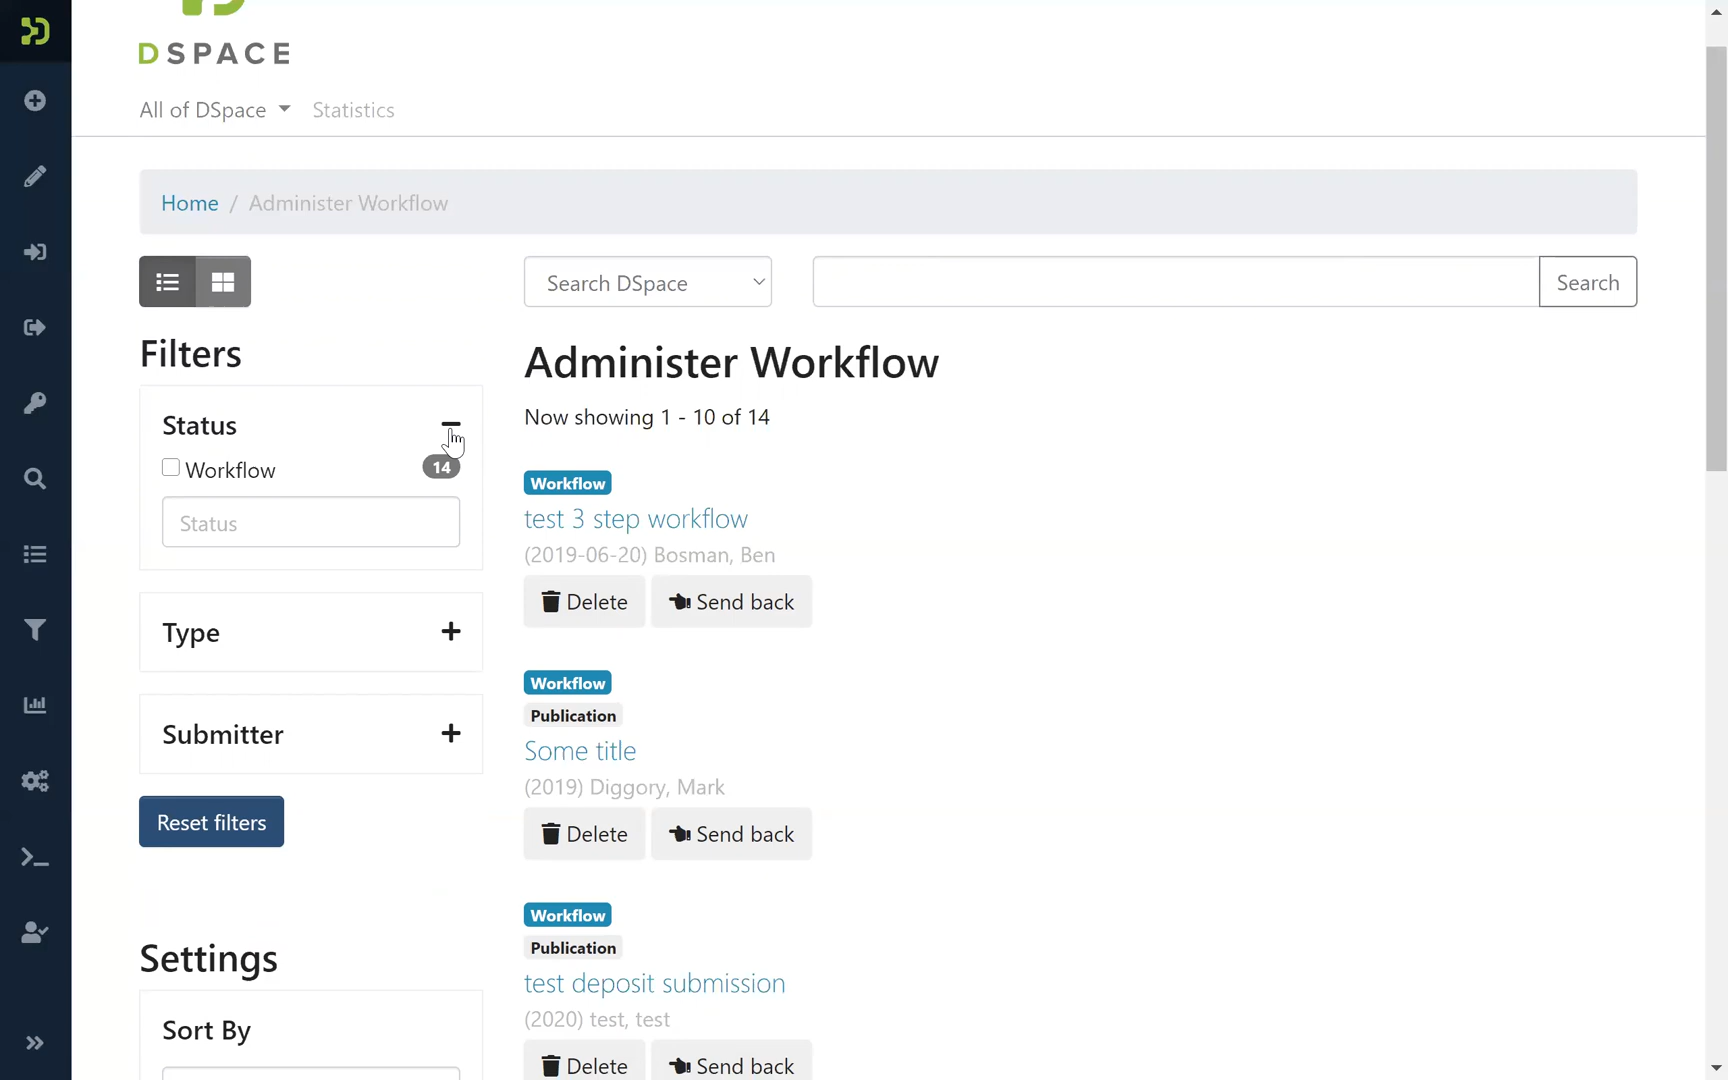 DSPACE
All of DSpace Statistics
Home / Administer Workflow
Search DSpace Search
Filters
Status
Workflow 14
Status
Type
Submitter
Reset filters
Settings
Sort By
Administer Workflow
Now showing 1 - 10 of 14
Workflow
test 3 step workflow
(2019-06-20) Bosman, Ben
Delete Send back
Workflow
Publication
Some title
(2019) Diggory, Mark
Delete Send back
Workflow
Publication
test deposit submission
(2020) test, test
Delete Send back